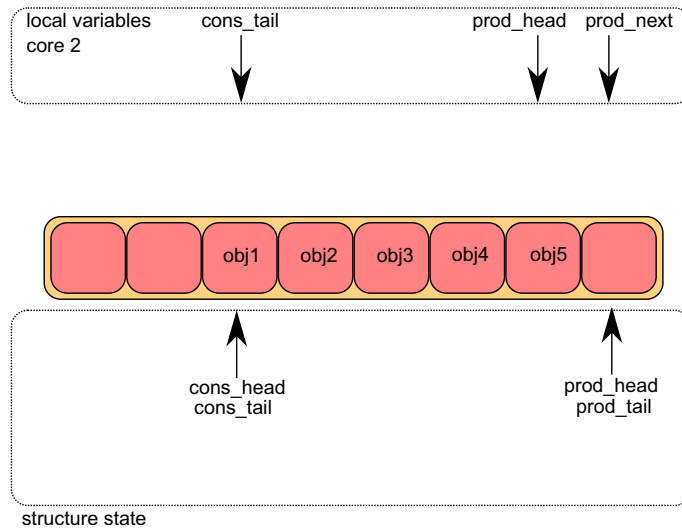 local variables cons_tail prod_head prod_next
core 2
obj1 obj2 obj3 obj4 obj5
cons_head prod_head
cons_tail prod_tail
structure state